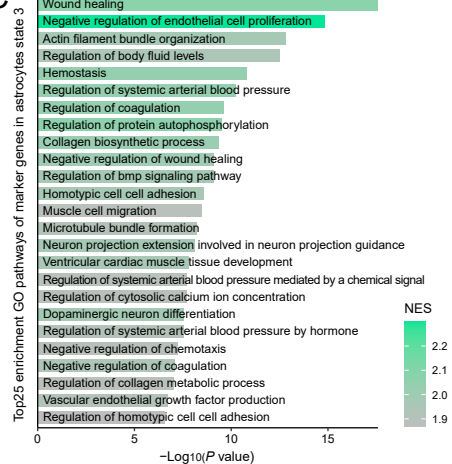 Wound healing
Negative regulation of endothelial cell proliferation
Actin filament bundle organization
Regulation of body fluid levels
Hemostasis
Regulation of systemic arterial blood pressure
Regulation of coagulation
Regulation of protein autophosphorylation
Collagen biosynthetic process
Negative regulation of wound healing
Regulation of bmp signaling pathway
Homotypic cell cell adhesion
Muscle cell migration
Microtubule bundle formation
Neuron projection extension involved in neuron projection guidance
Ventricular cardiac muscle tissue development
Regulation of systemic arterial blood pressure mediated by a chemical signal
Regulation of cytosolic calcium ion concentration
Dopaminergic neuron differentiation
Regulation of systemic arterial blood pressure by hormone
Negative regulation of chemotaxis
Negative regulation of coagulation
Regulation of collagen metabolic process
Vascular endothelial growth factor production
Regulation of homotypic cell cell adhesion
Top25 enrichment GO pathways of marker genes in astrocytes state 3
0 5 10 15
−Log10(P value)
NES
2.2
2.1
2.0
1.9